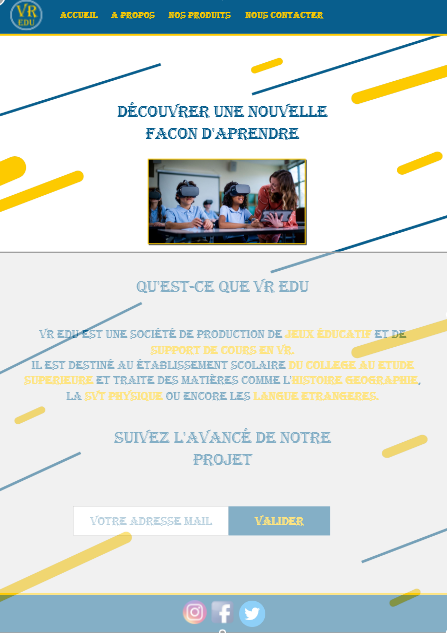 VR
EDU
ACCUEIL A PROPOS NOS PRODUITS NOUS CONTACTER
DÉCOUVRER UNE NOUVELLE
FACON D'APRENDRE
QU'EST-CE QUE VR EDU
VR EDU EST UNE SOCIÉTÉ DE PRODUCTION DE JEUX ÉDUCATIF ET DE
SUPPORT DE COURS EN VR.
IL EST DESTINÉ AU ÉTABLISSEMENT SCOLAIRE DU COLLEGE AU ETUDE
SUPERIEURE ET TRAITE DES MATIÈRES COMME L'HISTOIRE GEOGRAPHIE,
LA SVT PHYSIQUE OU ENCORE LES LANGUE ETRANGERES.
SUIVEZ L'AVANCÉ DE NOTRE
PROJET
VOTRE ADRESSE MAIL VALIDER